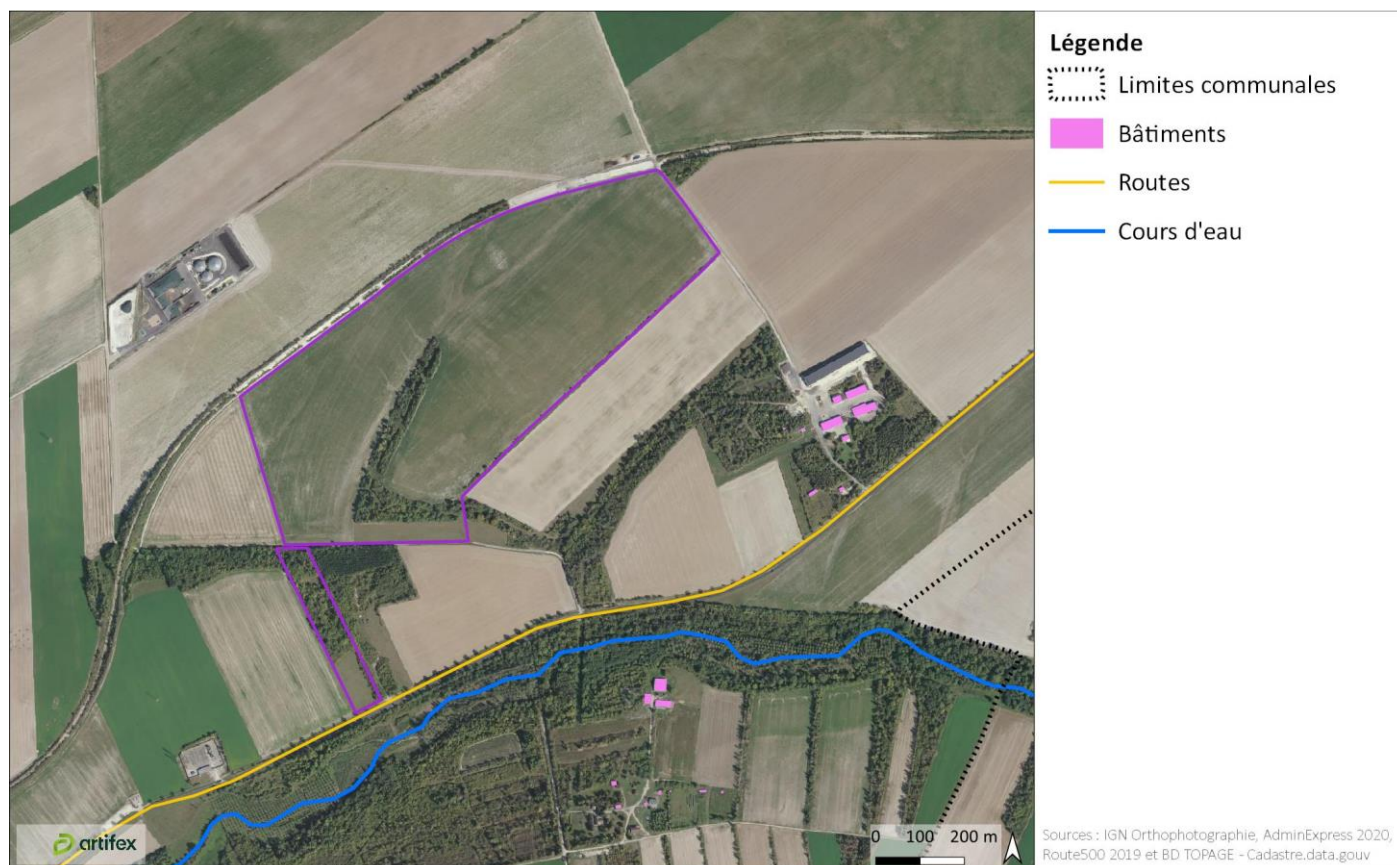 Légende
Limites communales
Bâtiments
Routes
Cours d'eau
artifex
0 100 200 m
Sources : IGN Orthophotographie, AdminExpress 2020,
Route500 2019 et BD TOPAGE - Cadastre.data.gouv